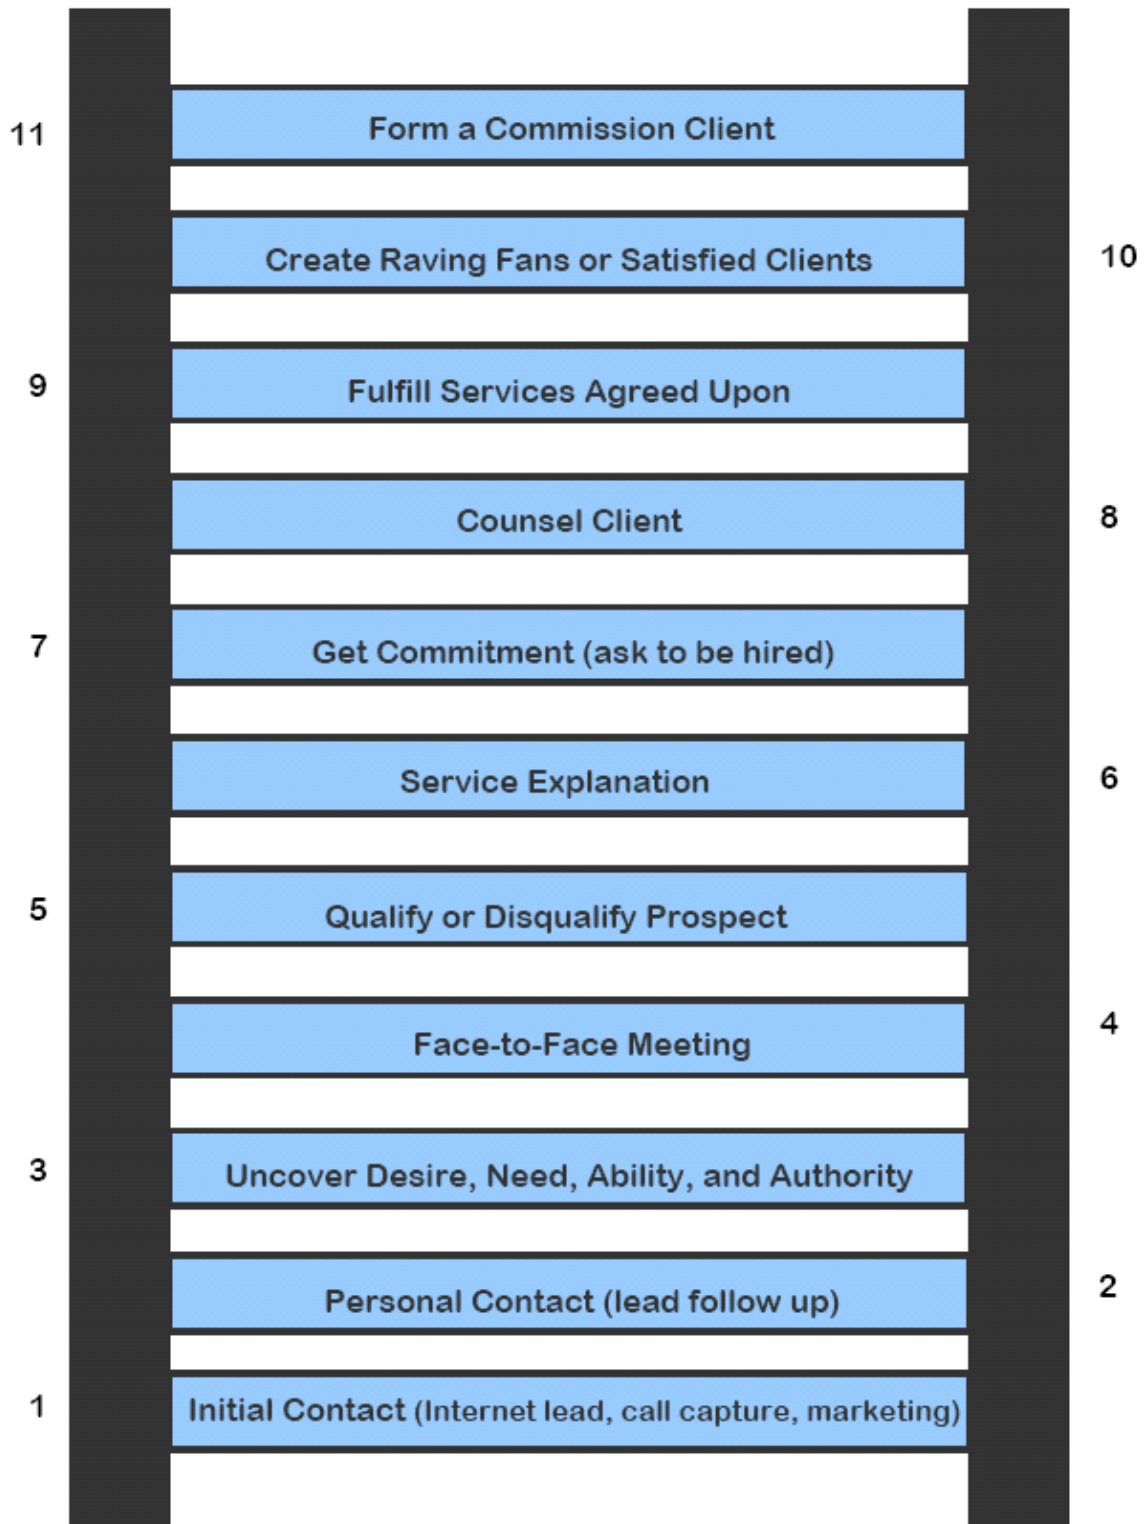 11
Form a Commission Client
Create Raving Fans or Satisfied Clients
10
9
Fulfill Services Agreed Upon
Counsel Client
8
7
Get Commitment (ask to be hired)
Service Explanation
6
5
Qualify or Disqualify Prospect
Face-to-Face Meeting
4
3
Uncover Desire, Need, Ability, and Authority
Personal Contact (lead follow up)
2
1
Initial Contact (Internet lead, call capture, marketing)